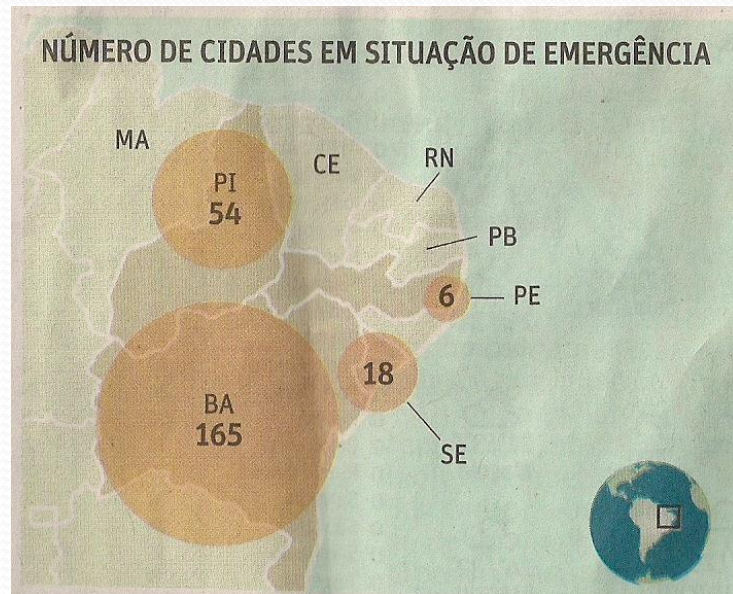 NÚMERO DE CIDADES EM SITUAÇÃO DE EMERGÊNCIA
MA
PI
54
CE
RN
PB
6
PE
18
BA
165
SE